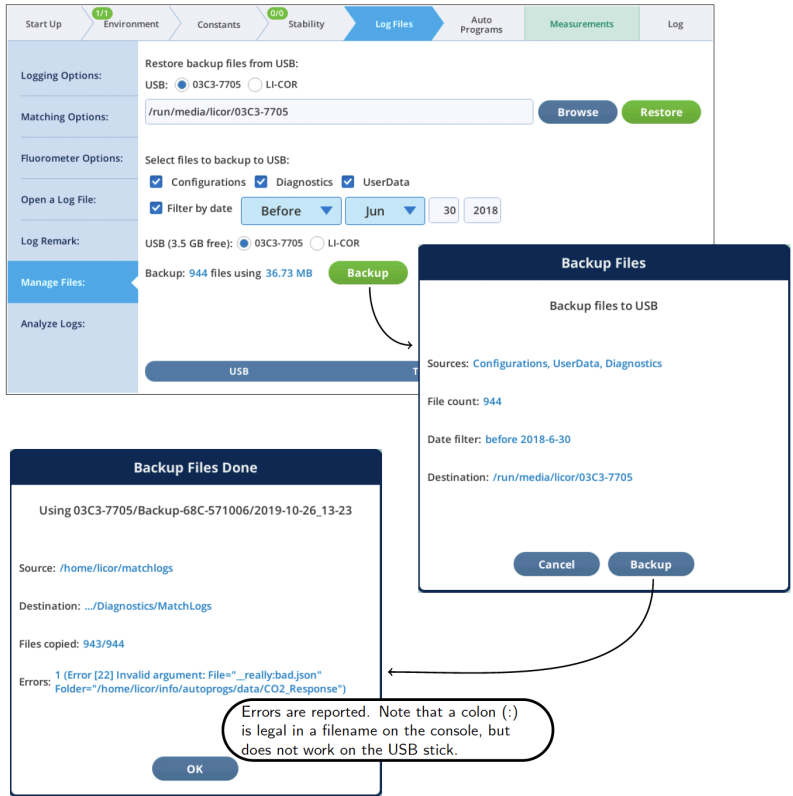 Start Up
1/1
Environment
Constants
0/0
Stability
Log Files
Auto
Programs
Measurements
Log
Logging Options:
Matching Options:
Fluorometer Options:
Open a Log File:
Log Remark:
Manage Files:
Analyze Logs:
Restore backup files from USB:
USB: 03C3-7705 LI-COR
/run/media/licor/03C3-7705
Browse
Restore
Select files to backup to USB:
Configurations Diagnostics UserData
Filter by date Before Jun 30 2018
USB (3.5 GB free): 03C3-7705 LI-COR
Backup: 944 files using 36.73 MB Backup
USB T
Backup Files
Backup files to USB
Sources: Configurations, UserData, Diagnostics
File count: 944
Date filter: before 2018-6-30
Destination: /run/media/licor/03C3-7705
Cancel Backup
Backup Files Done
Using 03C3-7705/Backup-68C-571006/2019-10-26_13-23
Source: /home/licor/matchlogs
Destination: .../Diagnostics/MatchLogs
Files copied: 943/944
Errors: 1 (Error [22] Invalid argument: File="__really:bad.json"
Folder="/home/licor/info/autoprogs/data/CO2_Response")
OK
Errors are reported. Note that a colon (:)
is legal in a filename on the console, but
does not work on the USB stick.